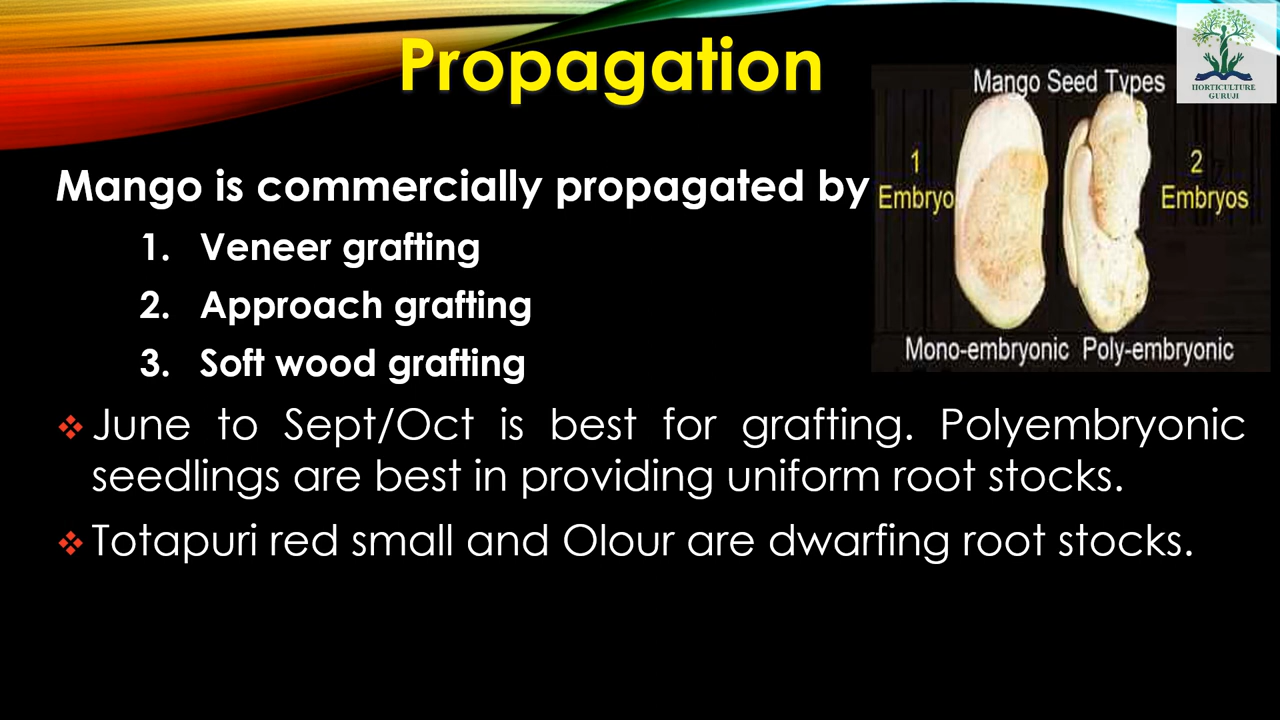 Propagation
HORTICULTURE
GURUJI
Mango Seed Types
1
Embryo
2
Embryos
Mono-embryonic Poly-embryonic
Mango is commercially propagated by
1. Veneer grafting
2. Approach grafting
3. Soft wood grafting
❖ June to Sept/Oct is best for grafting. Polyembryonic
seedlings are best in providing uniform root stocks.
❖ Totapuri red small and Olour are dwarfing root stocks.